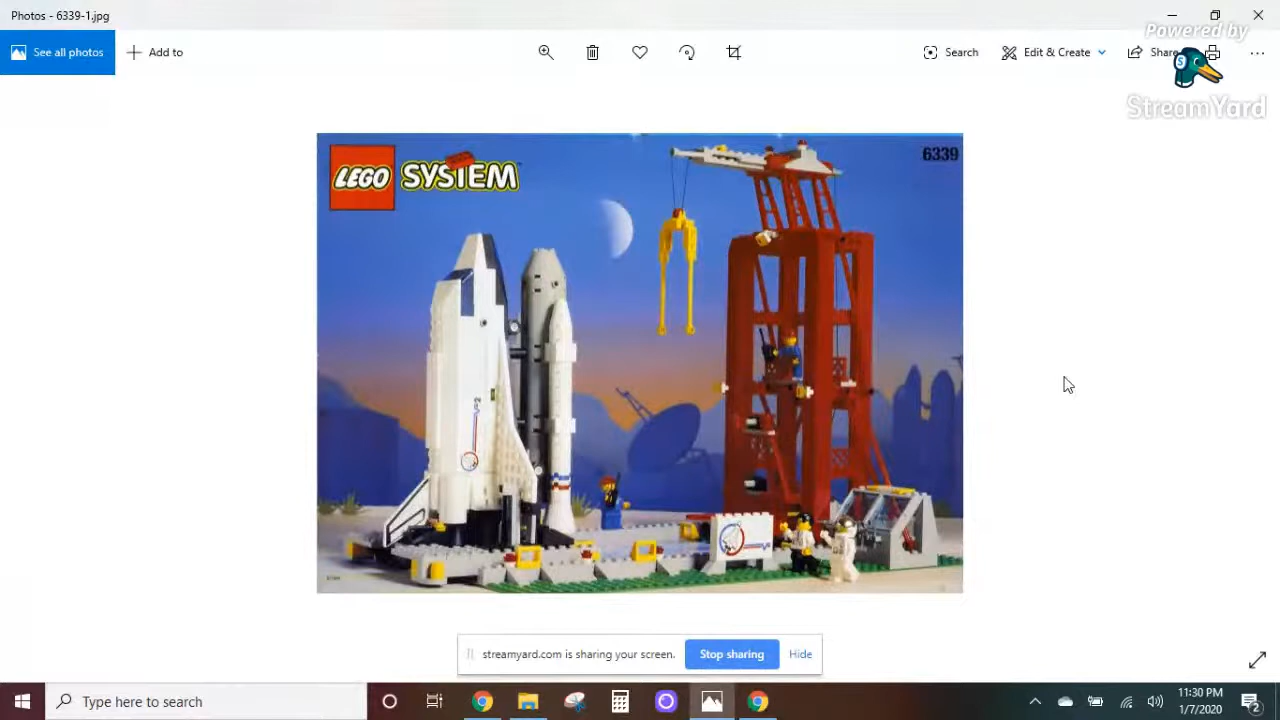 Photos - 6339-1.jpg
See all photos
Add to
Search
Edit & Create
Share
Powered by
S
StreamYard
LEGO SYSTEM
6339
streamyard.com is sharing your screen.
Stop sharing
Hide
Type here to search
11:30 PM
1/7/2020
2